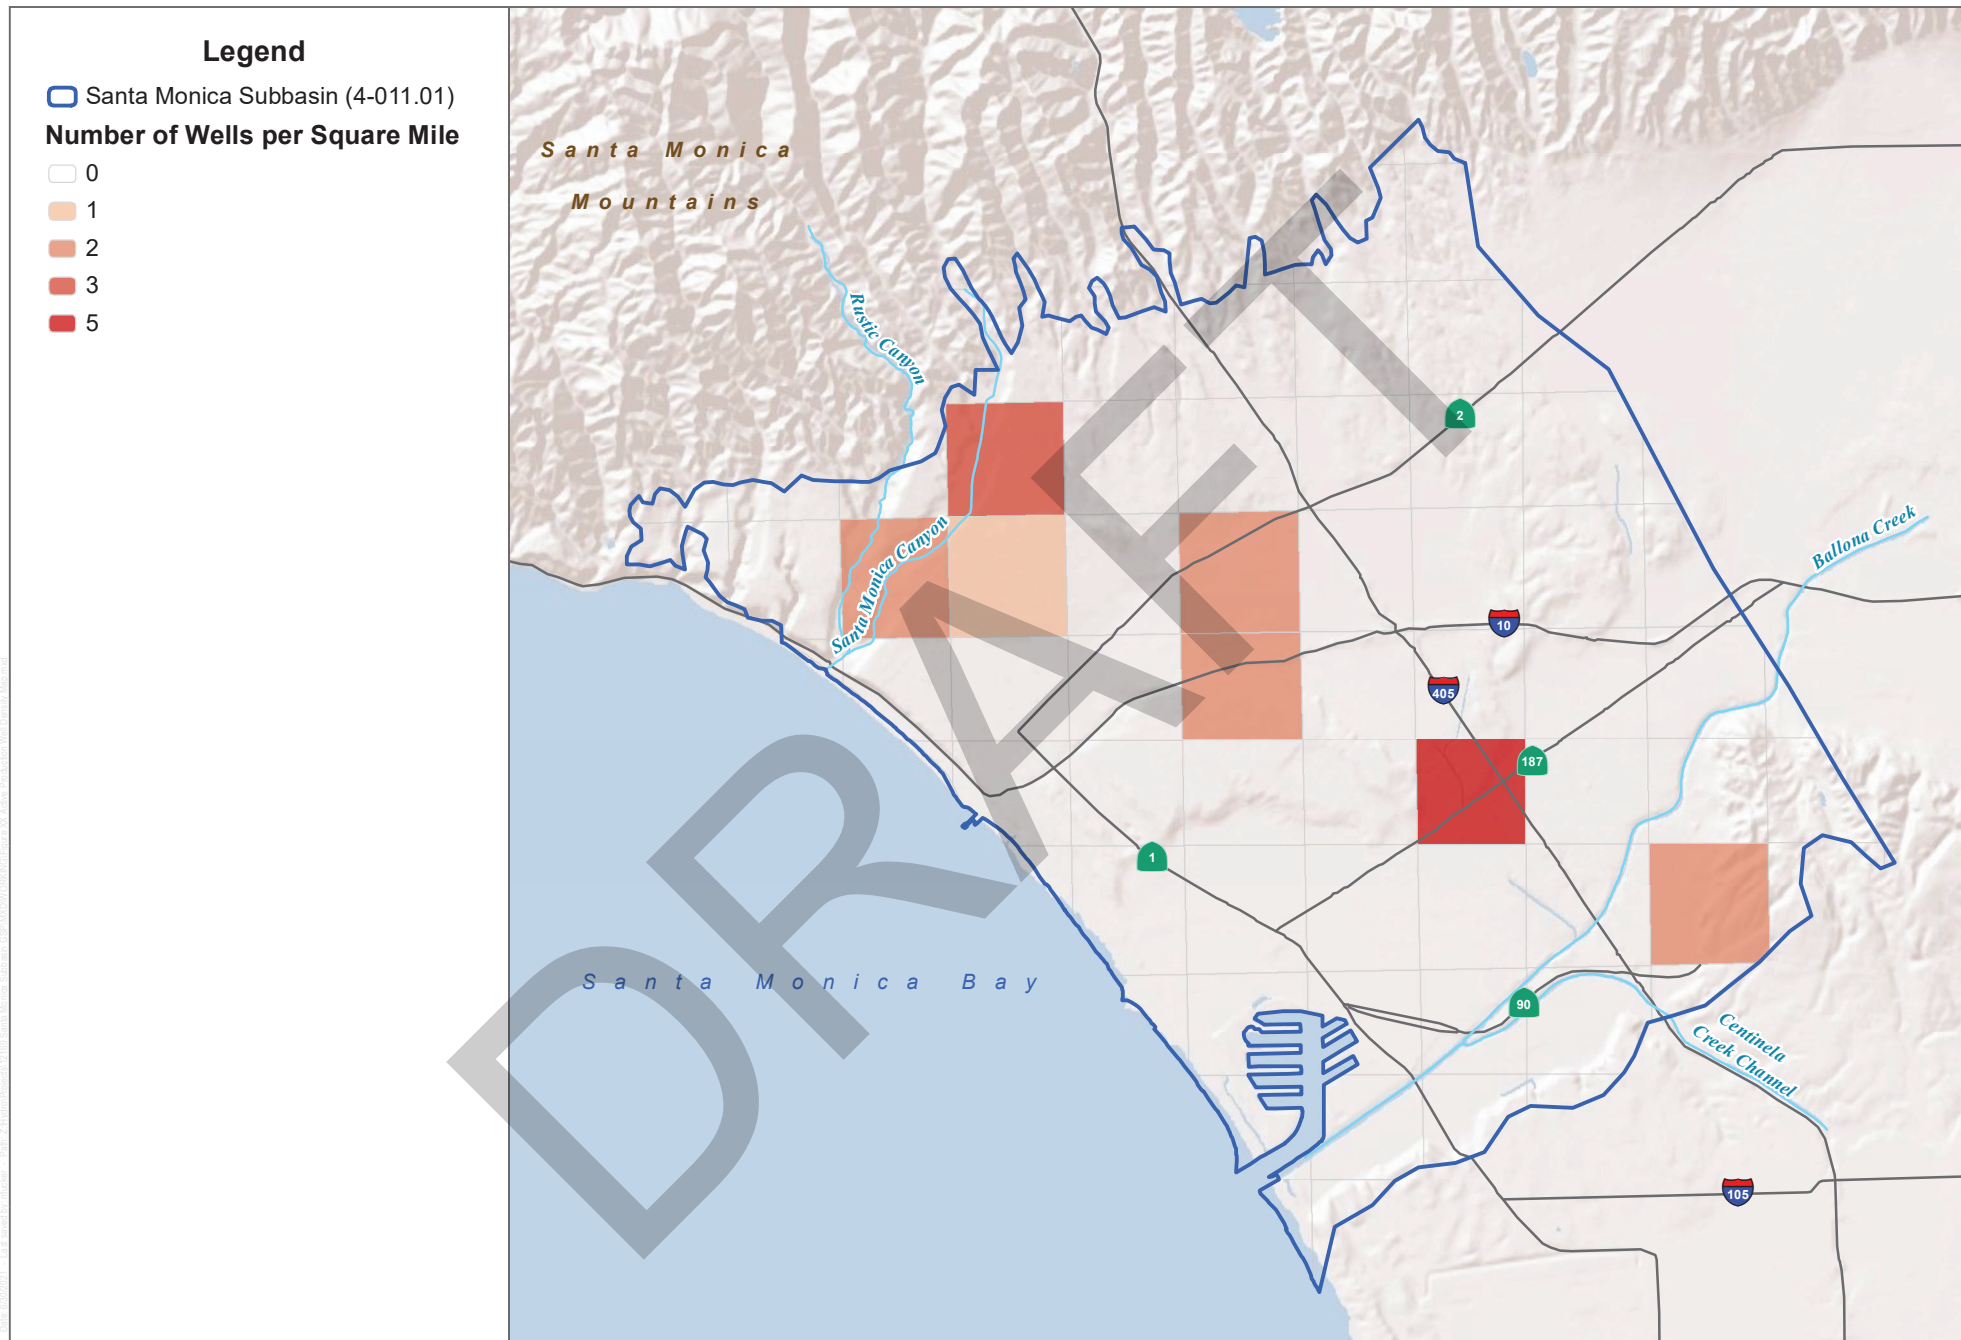 Legend
Santa Monica Subbasin (4-011.01)
Number of Wells per Square Mile
0
1
2
3
5
Santa Monica
Mountains
Rustic Canyon
Santa Monica Canyon
2
Ballona Creek
10
405
187
1
Santa Monica Bay
90
Centinela
Creek Channel
105
DRAFT